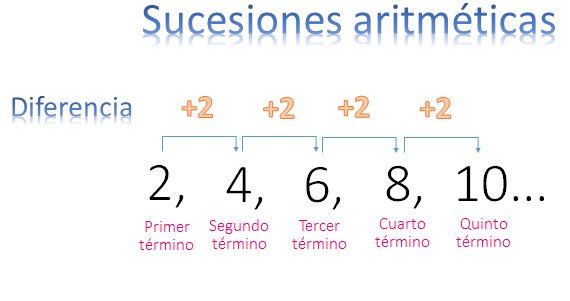 Sucesiones aritméticas
Diferencia +2 +2 +2 +2
2, 4, 6, 8, 10...
Primer término
Segundo término
Tercer término
Cuarto término
Quinto término